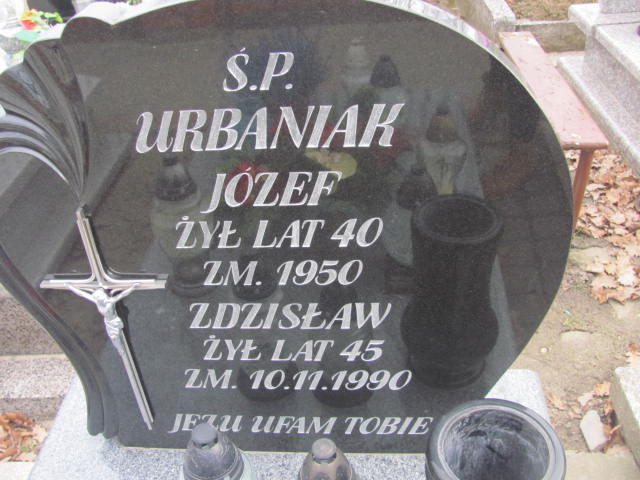 Ś.P.
URBANIAK
JÓZEF
ŻYŁ LAT 40
ZM. 1950
ZDZISŁAW
ŻYŁ LAT 45
ZM. 10.11.1990
JEZU UFAM TOBIE